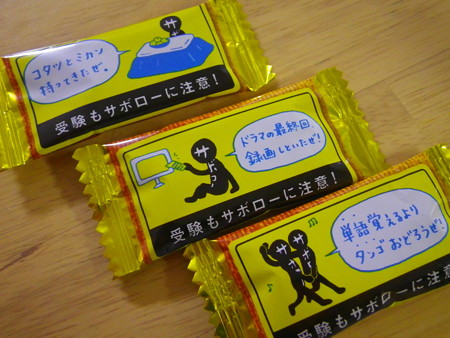 コタツとミカン
持ってきたぜ。
サボ
受験もサボローに注意！
ドラマの最終回、
録画しといたぜ！
サボロー
受験もサボローに注意！
単語覚えるより
タンゴおどろうぜ！
サボ
サボ
受験もサボローに注意！